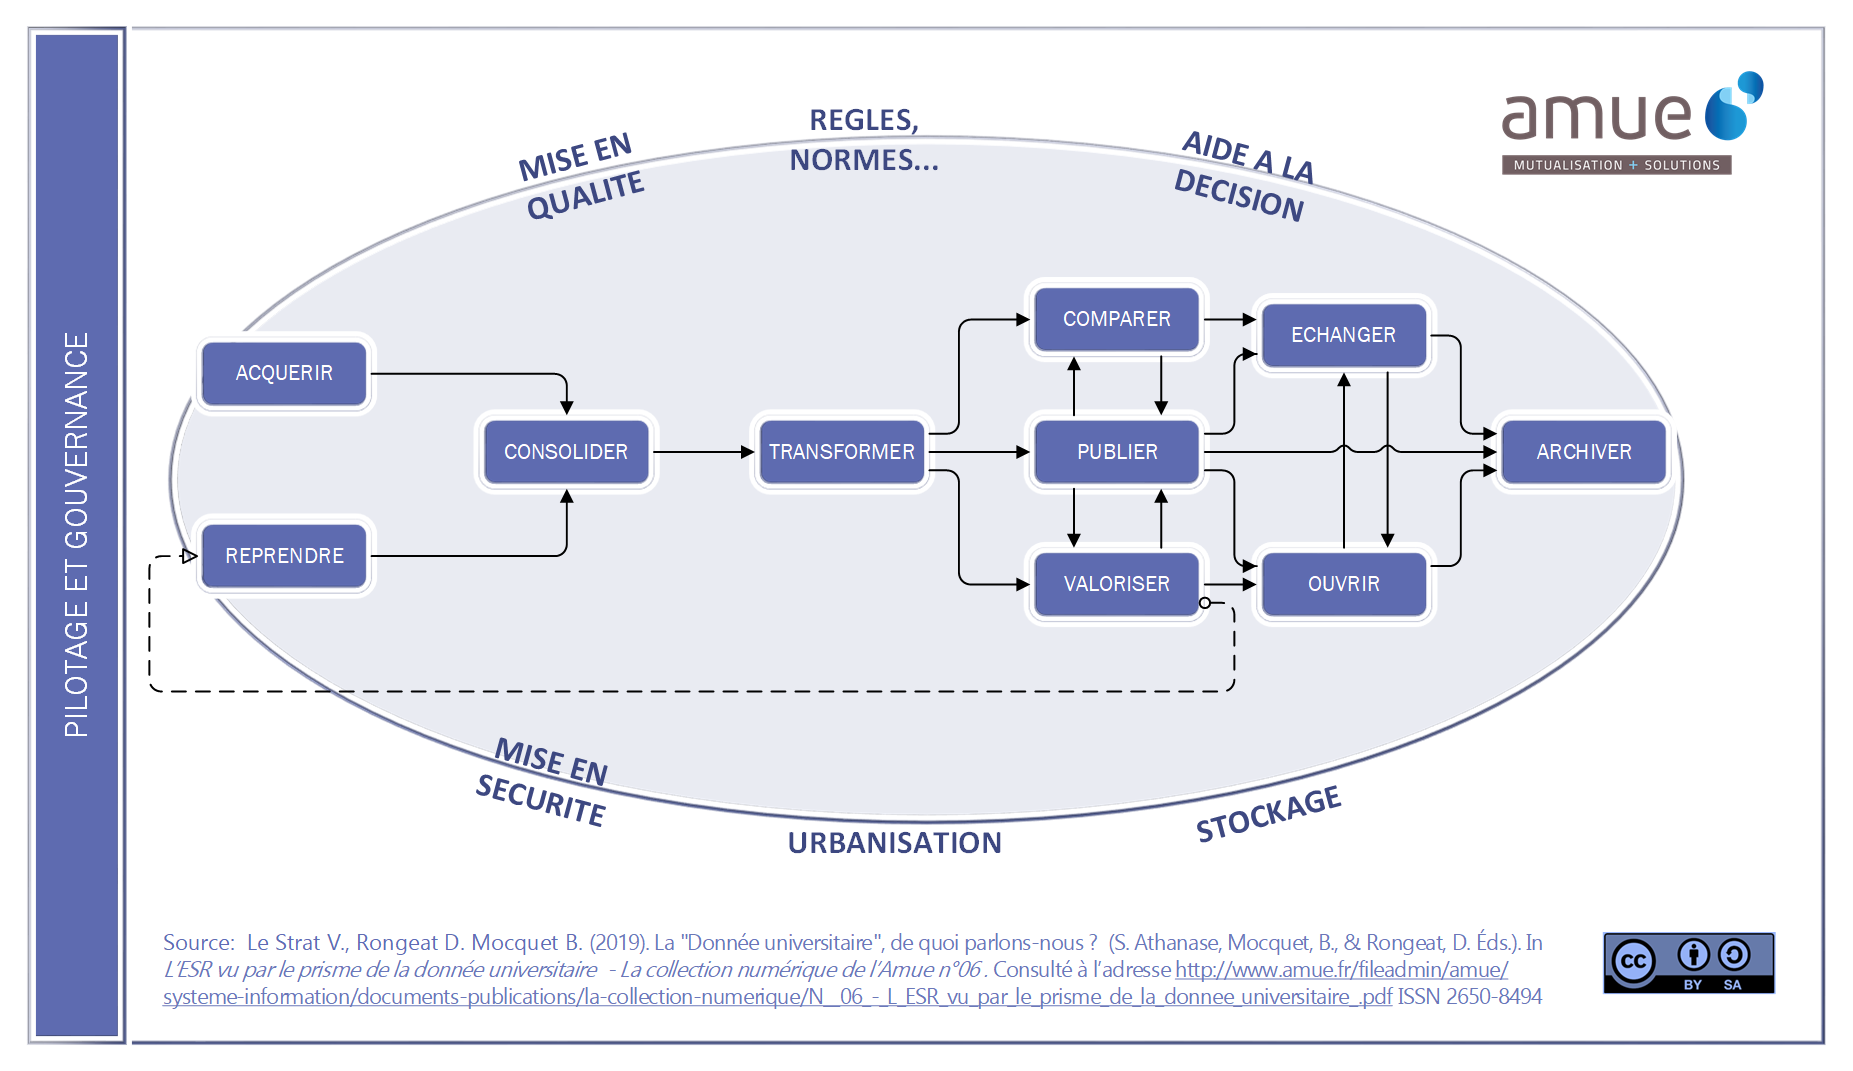 PILOTAGE ET GOUVERNANCE
amue
MUTUALISATION + SOLUTIONS
MISE EN
QUALITE
REGLES,
NORMES...
AIDE A LA
DECISION
ACQUERIR
REPRENDRE
CONSOLIDER
TRANSFORMER
COMPARER
PUBLIER
VALORISER
ECHANGER
OUVRIR
ARCHIVER
MISE EN
SECURITE
URBANISATION
STOCKAGE
Source: Le Strat V., Rongeat D. Mocquet B. (2019). La "Donnée universitaire", de quoi parlons-nous ? (S. Athanase, Mocquet, B., & Rongeat, D. Éds.). In
L'ESR vu par le prisme de la donnée universitaire - La collection numérique de l'Amue n°06 . Consulté à l'adresse http://www.amue.fr/fileadmin/amue/
systeme-information/documents-publications/la-collection-numerique/N__06_-_L_ESR_vu_par_le_prisme_de_la_donnee_universitaire_.pdf ISSN 2650-8494
cc
BY SA